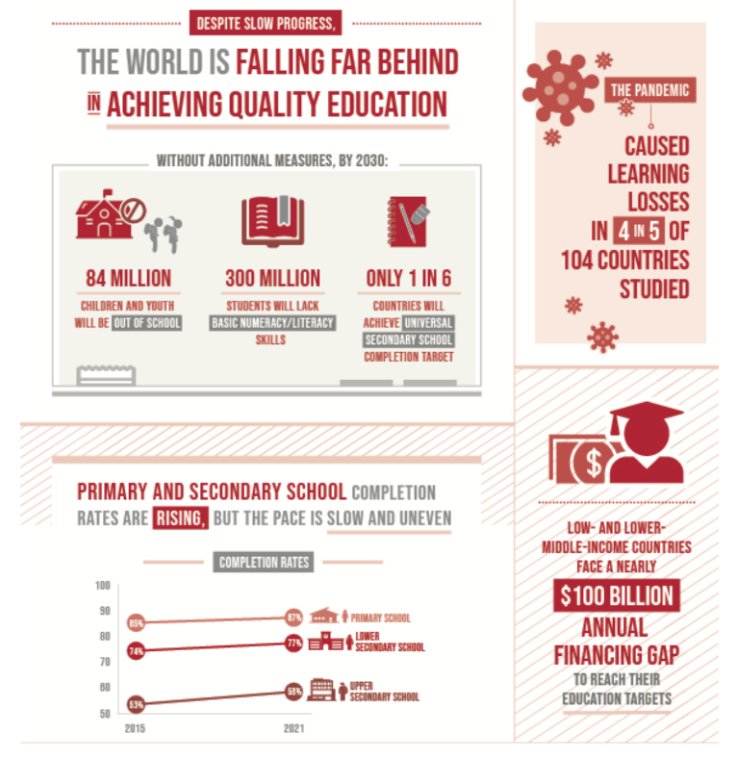 DESPITE SLOW PROGRESS,
THE WORLD IS FALLING FAR BEHIND
IN ACHIEVING QUALITY EDUCATION
WITHOUT ADDITIONAL MEASURES, BY 2030:
84 MILLION
CHILDREN AND YOUTH
WILL BE OUT OF SCHOOL
300 MILLION
STUDENTS WILL LACK
BASIC NUMERACY/LITERACY
SKILLS
ONLY 1 IN 6
COUNTRIES WILL
ACHIEVE UNIVERSAL
SECONDARY SCHOOL
COMPLETION TARGET
THE PANDEMIC
CAUSED
LEARNING
LOSSES
IN 4 IN 5 OF
104 COUNTRIES
STUDIED
PRIMARY AND SECONDARY SCHOOL COMPLETION
RATES ARE RISING, BUT THE PACE IS SLOW AND UNEVEN
COMPLETION RATES
100
90
80
70
60
50
85%
87%
PRIMARY SCHOOL
74%
77%
LOWER
SECONDARY SCHOOL
53%
58%
UPPER
SECONDARY SCHOOL
2015
2021
$
LOW- AND LOWER-
MIDDLE-INCOME COUNTRIES
FACE A NEARLY
$100 BILLION
ANNUAL
FINANCING GAP
TO REACH THEIR
EDUCATION TARGETS